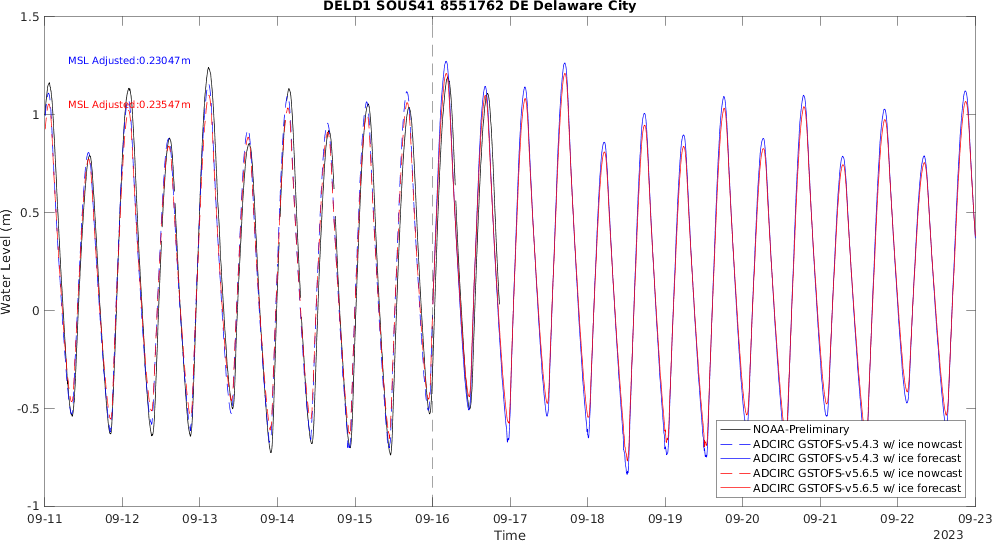 DELD1 SOUS41 8551762 DE Delaware City
1.5
MSL Adjusted:0.23047m
MSL Adjusted:0.23547m
1
0.5
0
-0.5
-1
Water Level (m)
NOAA-Preliminary
ADCIRC GSTOFS-v5.4.3 w/ ice nowcast
ADCIRC GSTOFS-v5.4.3 w/ ice forecast
ADCIRC GSTOFS-v5.6.5 w/ ice nowcast
ADCIRC GSTOFS-v5.6.5 w/ ice forecast
09-11 09-12 09-13 09-14 09-15 09-16 09-17 09-18 09-19 09-20 09-21 09-22 09-23
Time
2023